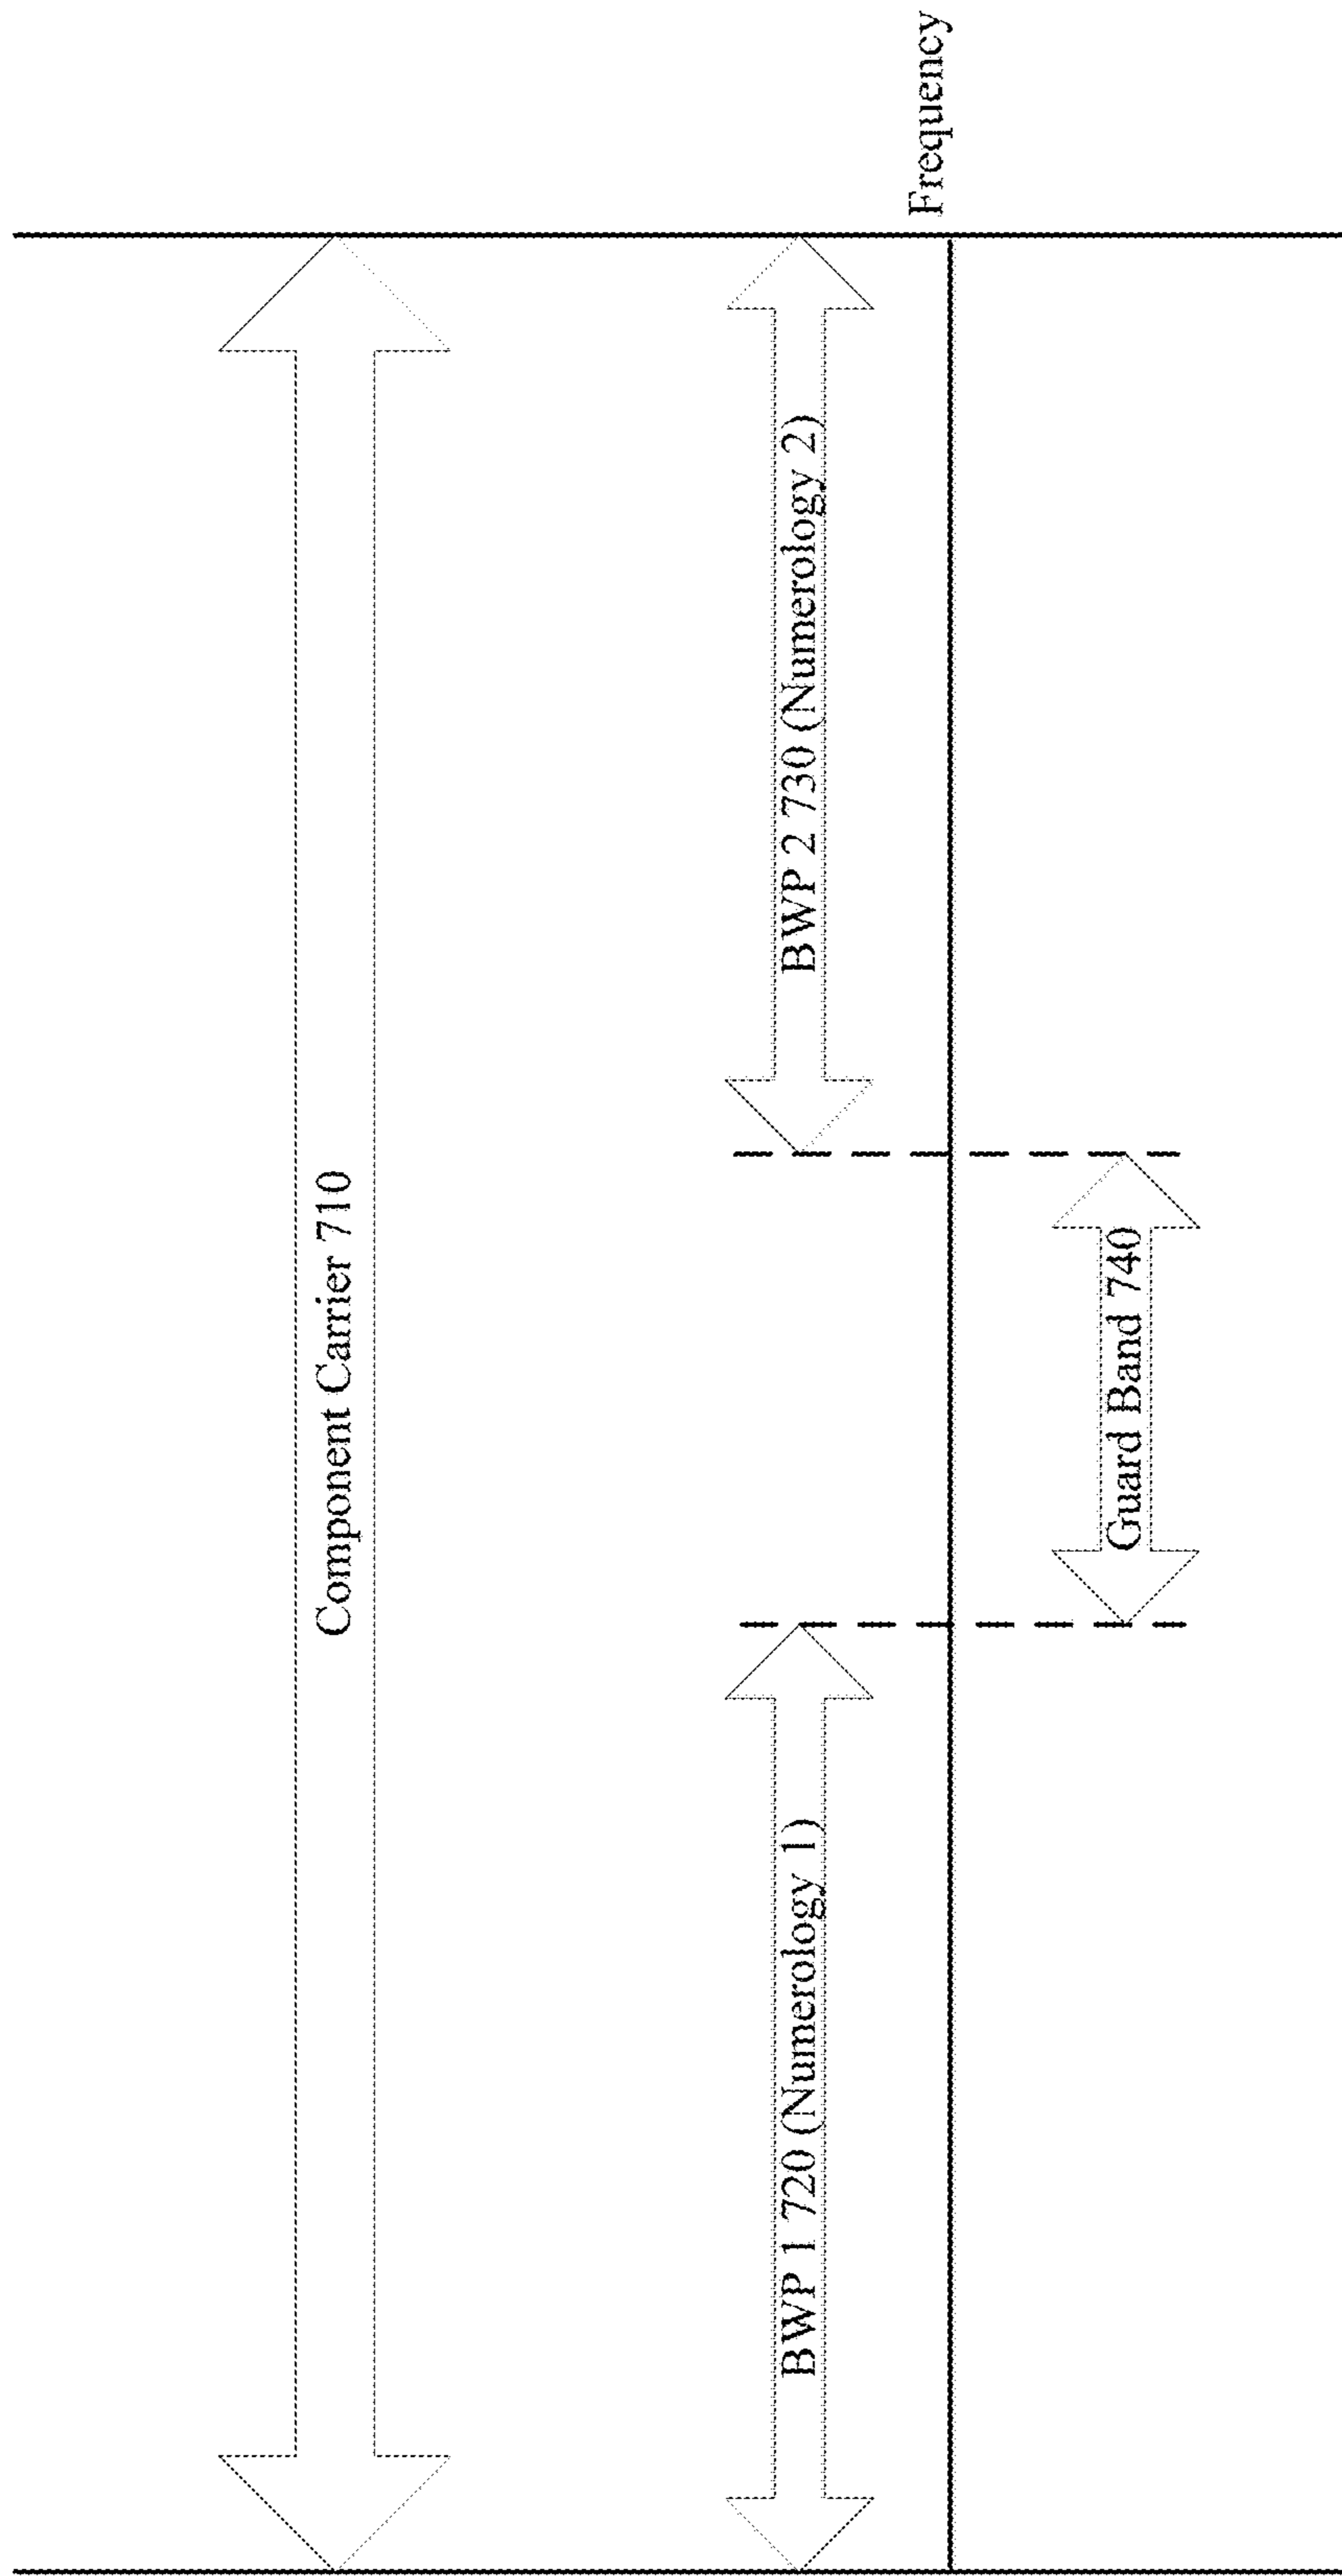 Component Carrier 710
BWP 1 720 (Numerology 1)
BWP 2 730 (Numerology 2)
Frequency
Guard Band 740